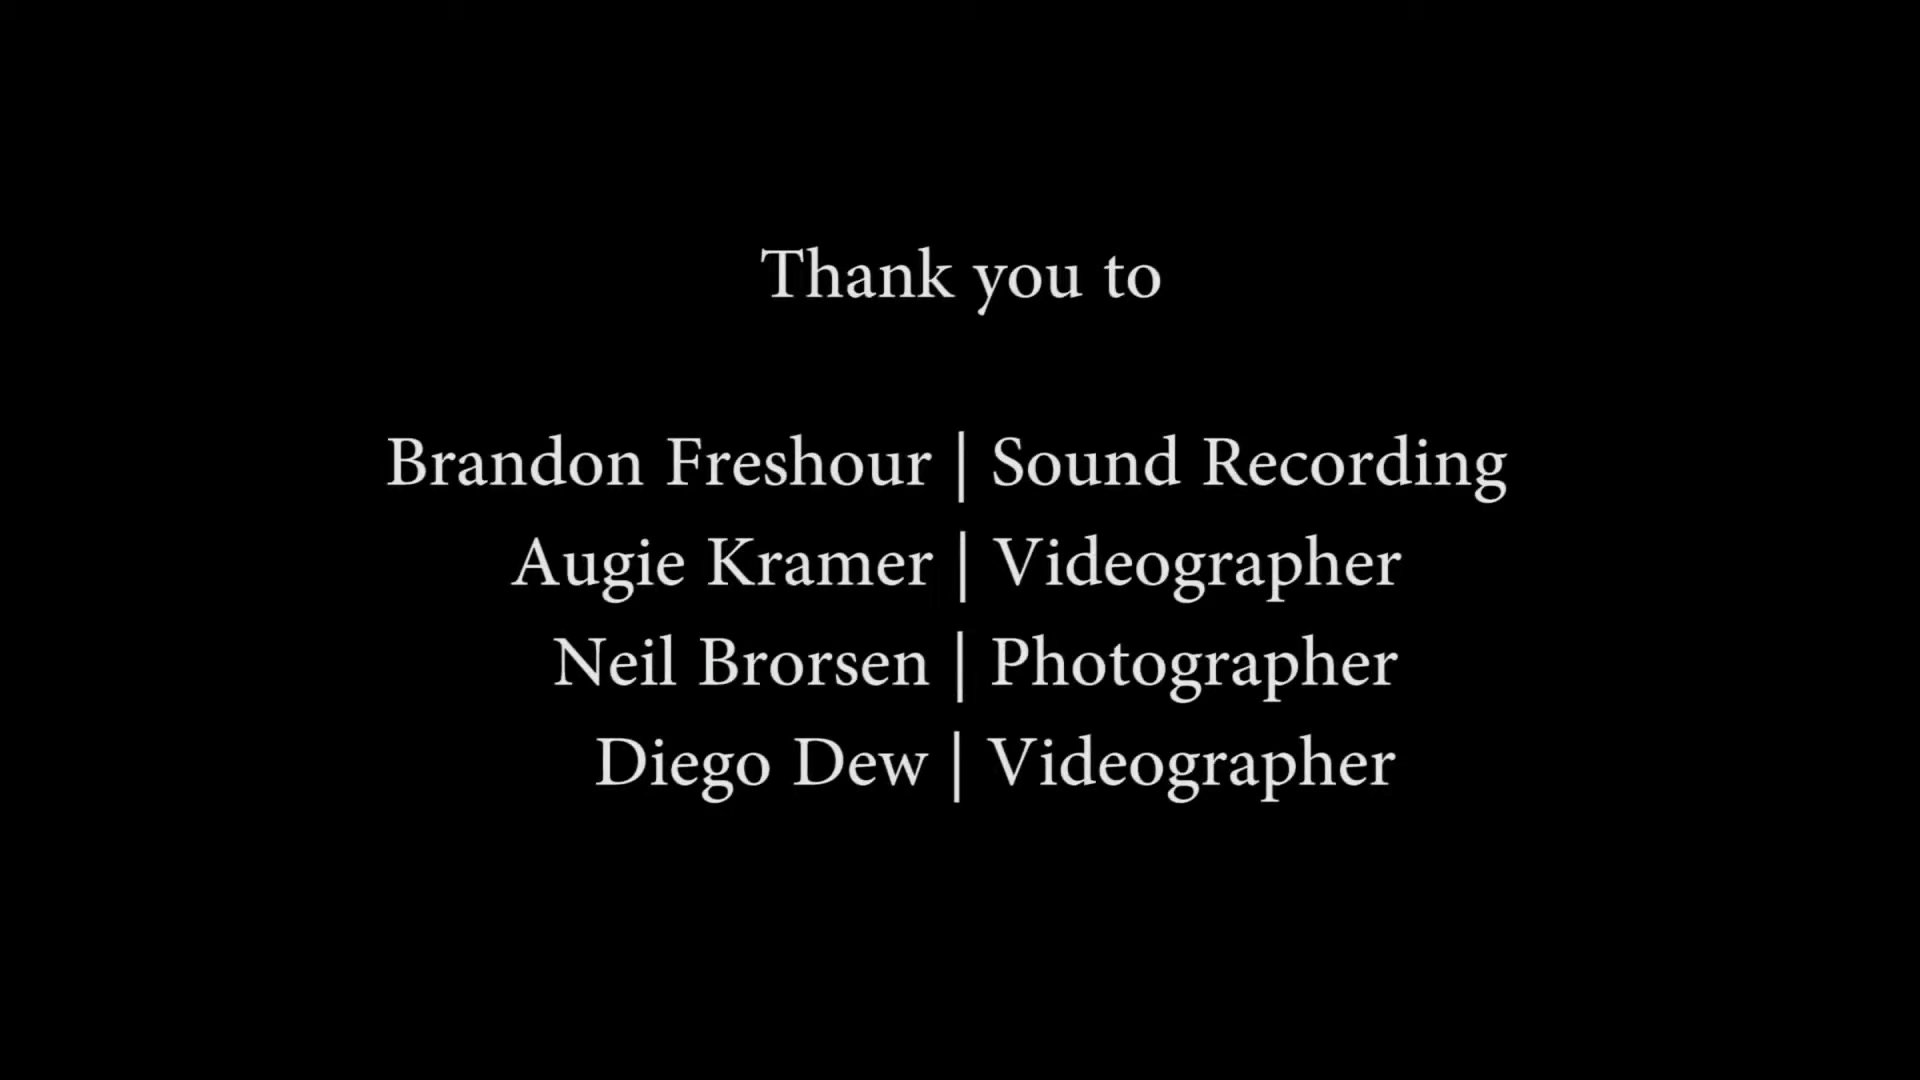 Thank you to
Brandon Freshour | Sound Recording
Augie Kramer | Videographer
Neil Brorsen | Photographer
Diego Dew | Videographer